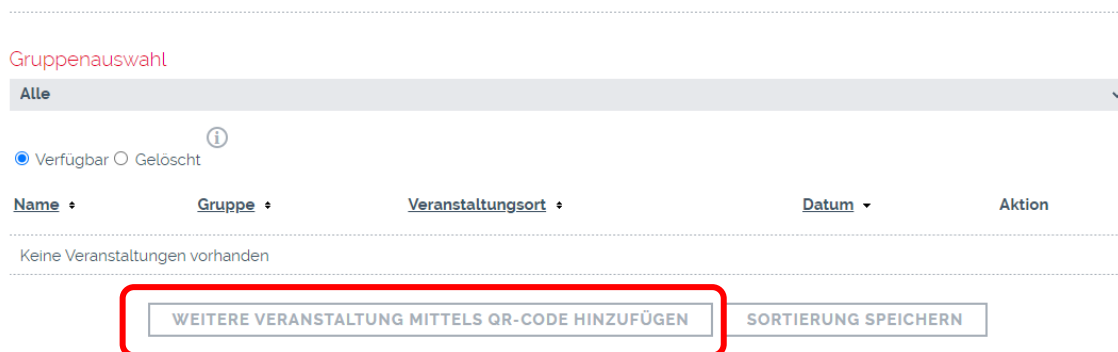 Gruppenauswahl
Alle
Verfügbar Gelöscht
Name Gruppe Veranstaltungsort Datum Aktion
Keine Veranstaltungen vorhanden
WEITERE VERANSTALTUNG MITTELS QR-CODE HINZUFÜGEN SORTIERUNG SPEICHERN